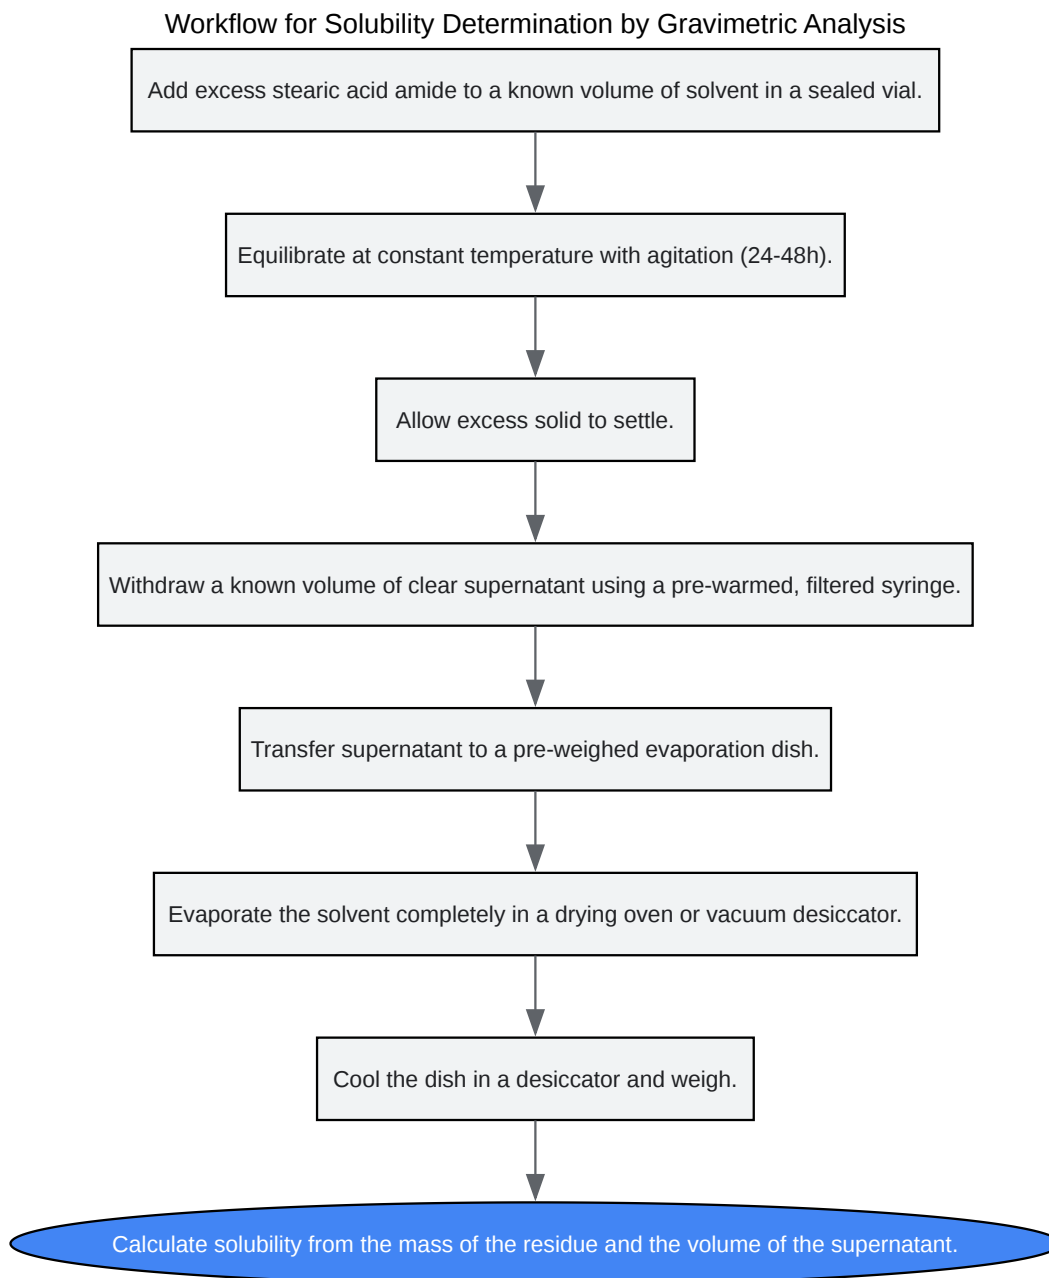 Workflow for Solubility Determination by Gravimetric Analysis
Add excess stearic acid amide to a known volume of solvent in a sealed vial.
Equilibrate at constant temperature with agitation (24-48h).
Allow excess solid to settle.
Withdraw a known volume of clear supernatant using a pre-warmed, filtered syringe.
Transfer supernatant to a pre-weighed evaporation dish.
Evaporate the solvent completely in a drying oven or vacuum desiccator.
Cool the dish in a desiccator and weigh.
Calculate solubility from the mass of the residue and the volume of the supernatant.